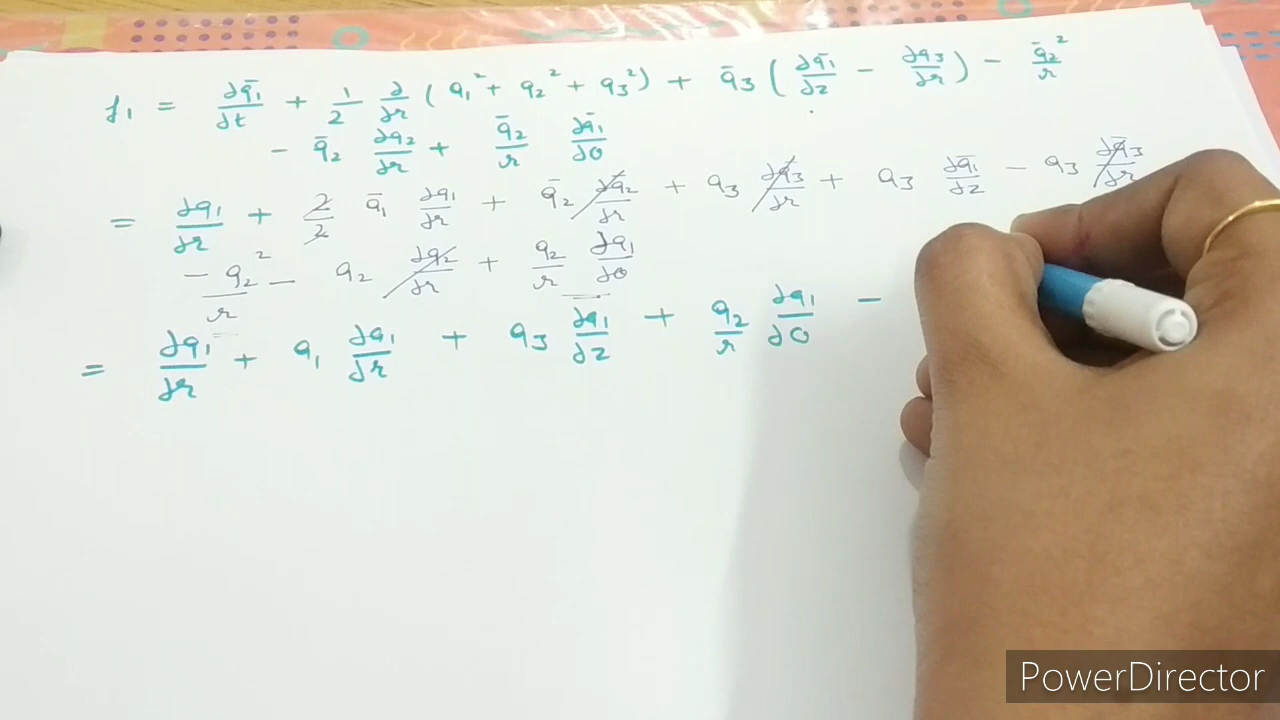 f₁ = ∂q̄₁/∂t + 1/2 ∂/∂r (q₁² + q₂² + q₃²) + q̄₃ (∂q̄₁/∂z − ∂q₃/∂r) − q̄₂²/r
− q̄₂ ∂q₂/∂r + q̄₂/r ∂q̄₁/∂θ
= ∂q₁/∂r + 2/2 q̄₁ ∂q₁/∂r + q̄₂ ∂q₂/∂r + q₃ ∂q₃/∂r + q₃ ∂q̄₁/∂z − q₃ ∂q̄₃/∂r
− q₂²/r − q₂ ∂q₂/∂r + q₂/r ∂q₁/∂θ
= ∂q₁/∂r + q₁ ∂q₁/∂r + q₃ ∂q₁/∂z + q₂/r ∂q₁/∂θ −
PowerDirector